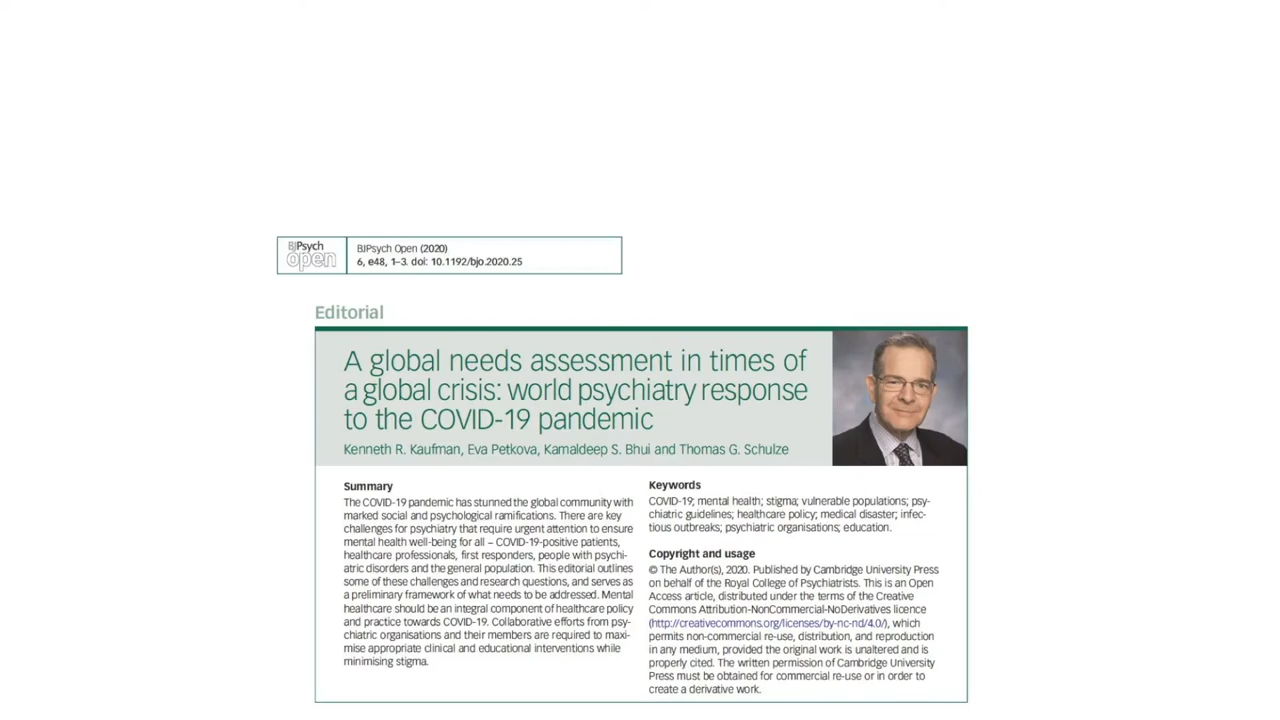 BJPsych
open
BJPsych Open (2020)
6, e48, 1–3. doi: 10.1192/bjo.2020.25
Editorial
A global needs assessment in times of
a global crisis: world psychiatry response
to the COVID-19 pandemic
Kenneth R. Kaufman, Eva Petkova, Kamaldeep S. Bhui and Thomas G. Schulze
Summary
The COVID-19 pandemic has stunned the global community with
marked social and psychological ramifications. There are key
challenges for psychiatry that require urgent attention to ensure
mental health well-being for all – COVID-19-positive patients,
healthcare professionals, first responders, people with psychi-
atric disorders and the general population. This editorial outlines
some of these challenges and research questions, and serves as
a preliminary framework of what needs to be addressed. Mental
healthcare should be an integral component of healthcare policy
and practice towards COVID-19. Collaborative efforts from psy-
chiatric organisations and their members are required to maxi-
mise appropriate clinical and educational interventions while
minimising stigma.
Keywords
COVID-19; mental health; stigma; vulnerable populations; psy-
chiatric guidelines; healthcare policy; medical disaster; infec-
tious outbreaks; psychiatric organisations; education.
Copyright and usage
© The Author(s), 2020. Published by Cambridge University Press
on behalf of the Royal College of Psychiatrists. This is an Open
Access article, distributed under the terms of the Creative
Commons Attribution-NonCommercial-NoDerivatives licence
(http://creativecommons.org/licenses/by-nc-nd/4.0/), which
permits non-commercial re-use, distribution, and reproduction
in any medium, provided the original work is unaltered and is
properly cited. The written permission of Cambridge University
Press must be obtained for commercial re-use or in order to
create a derivative work.